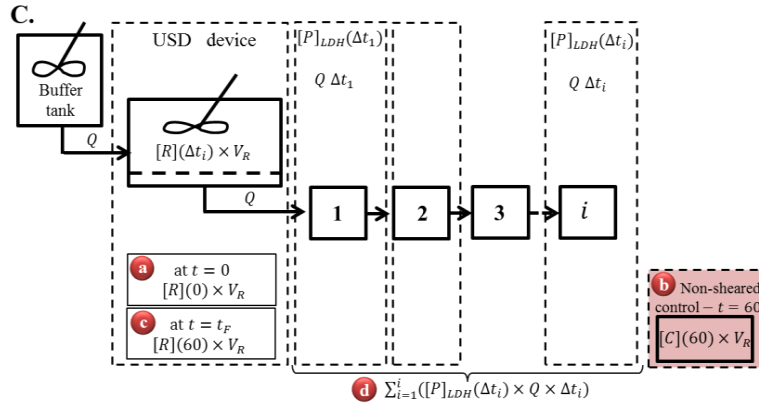 C.
Buffer
tank
Q
USD device
[R](Δt_i) × V_R
Q
[P]_LDH(Δt_1)
Q Δt_1
[P]_LDH(Δt_i)
Q Δt_i
1
2
3
i
a at t = 0
[R](0) × V_R
c at t = t_F
[R](60) × V_R
b Non-sheared
control – t = 60
[C](60) × V_R
d ∑_{i=1}^{i}([P]_LDH(Δt_i) × Q × Δt_i)